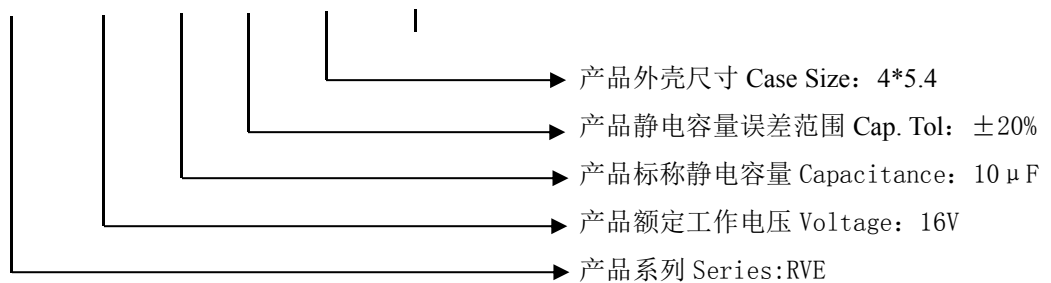 产品外壳尺寸 Case Size：4*5.4
产品静电容量误差范围 Cap. Tol：±20%
产品标称静电容量 Capacitance：10μF
产品额定工作电压 Voltage：16V
产品系列 Series:RVE